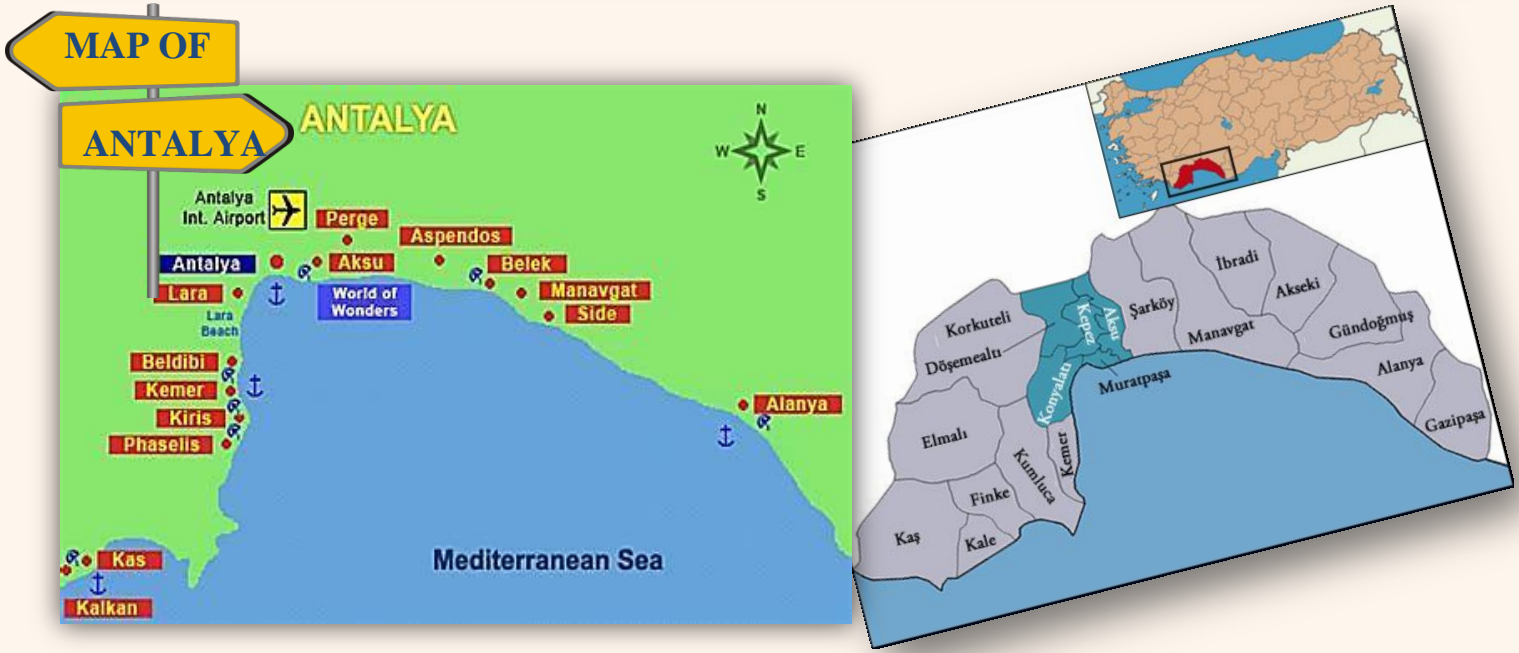 MAP OF
ANTALYA
ANTALYA
N
W
E
S
Antalya
Int. Airport
Perge
Aspendos
Antalya
Aksu
Belek
Lara
World of
Wonders
Manavgat
Side
Lara
Beach
Beldibi
Kemer
Kiris
Phaselis
Alanya
Mediterranean Sea
Kas
Kalkan
Korkuteli
Döşemealtı
Kepez
Aksu
Konyalatı
Muratpaşa
Şarköy
İbradi
Akseki
Manavgat
Gündoğmuş
Alanya
Gazipaşa
Elmalı
Kumluca
Kemer
Finke
Kaş
Kale